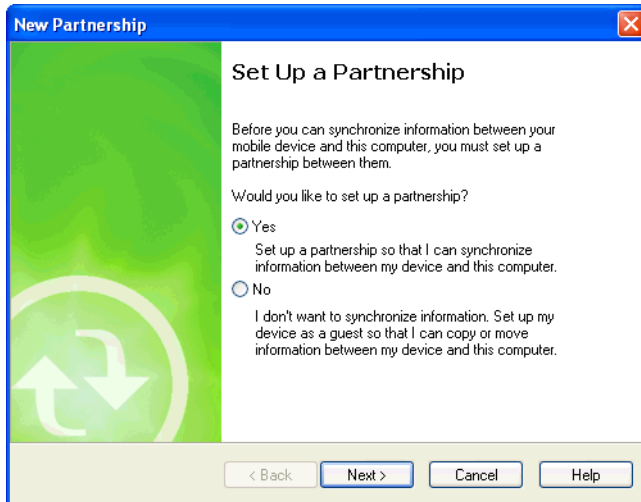 New Partnership
Set Up a Partnership
Before you can synchronize information between your
mobile device and this computer, you must set up a
partnership between them.
Would you like to set up a partnership?
Yes
Set up a partnership so that I can synchronize
information between my device and this computer.
No
I don't want to synchronize information. Set up my
device as a guest so that I can copy or move
information between my device and this computer.
< Back Next > Cancel Help